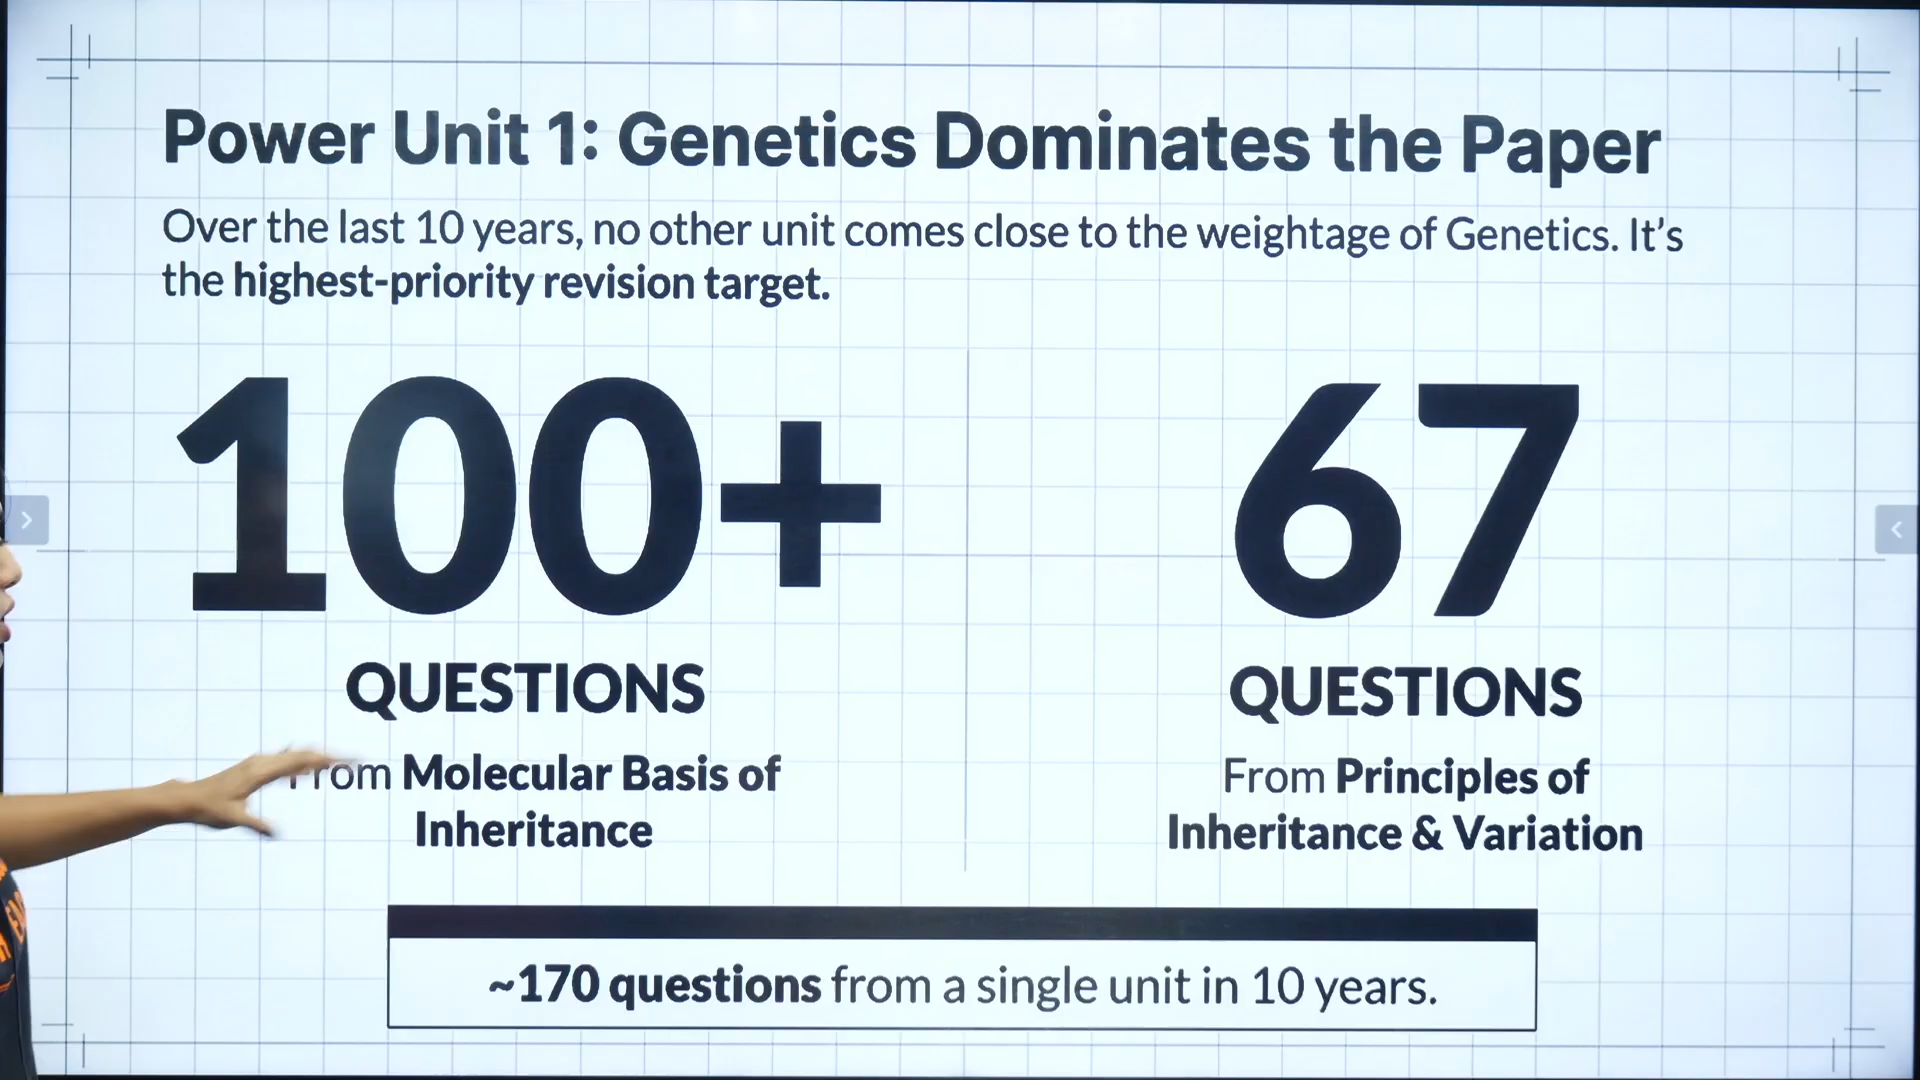 Power Unit 1: Genetics Dominates the Paper
Over the last 10 years, no other unit comes close to the weightage of Genetics. It's
the highest-priority revision target.
100+
67
QUESTIONS
QUESTIONS
From Molecular Basis of
Inheritance
From Principles of
Inheritance & Variation
~170 questions from a single unit in 10 years.